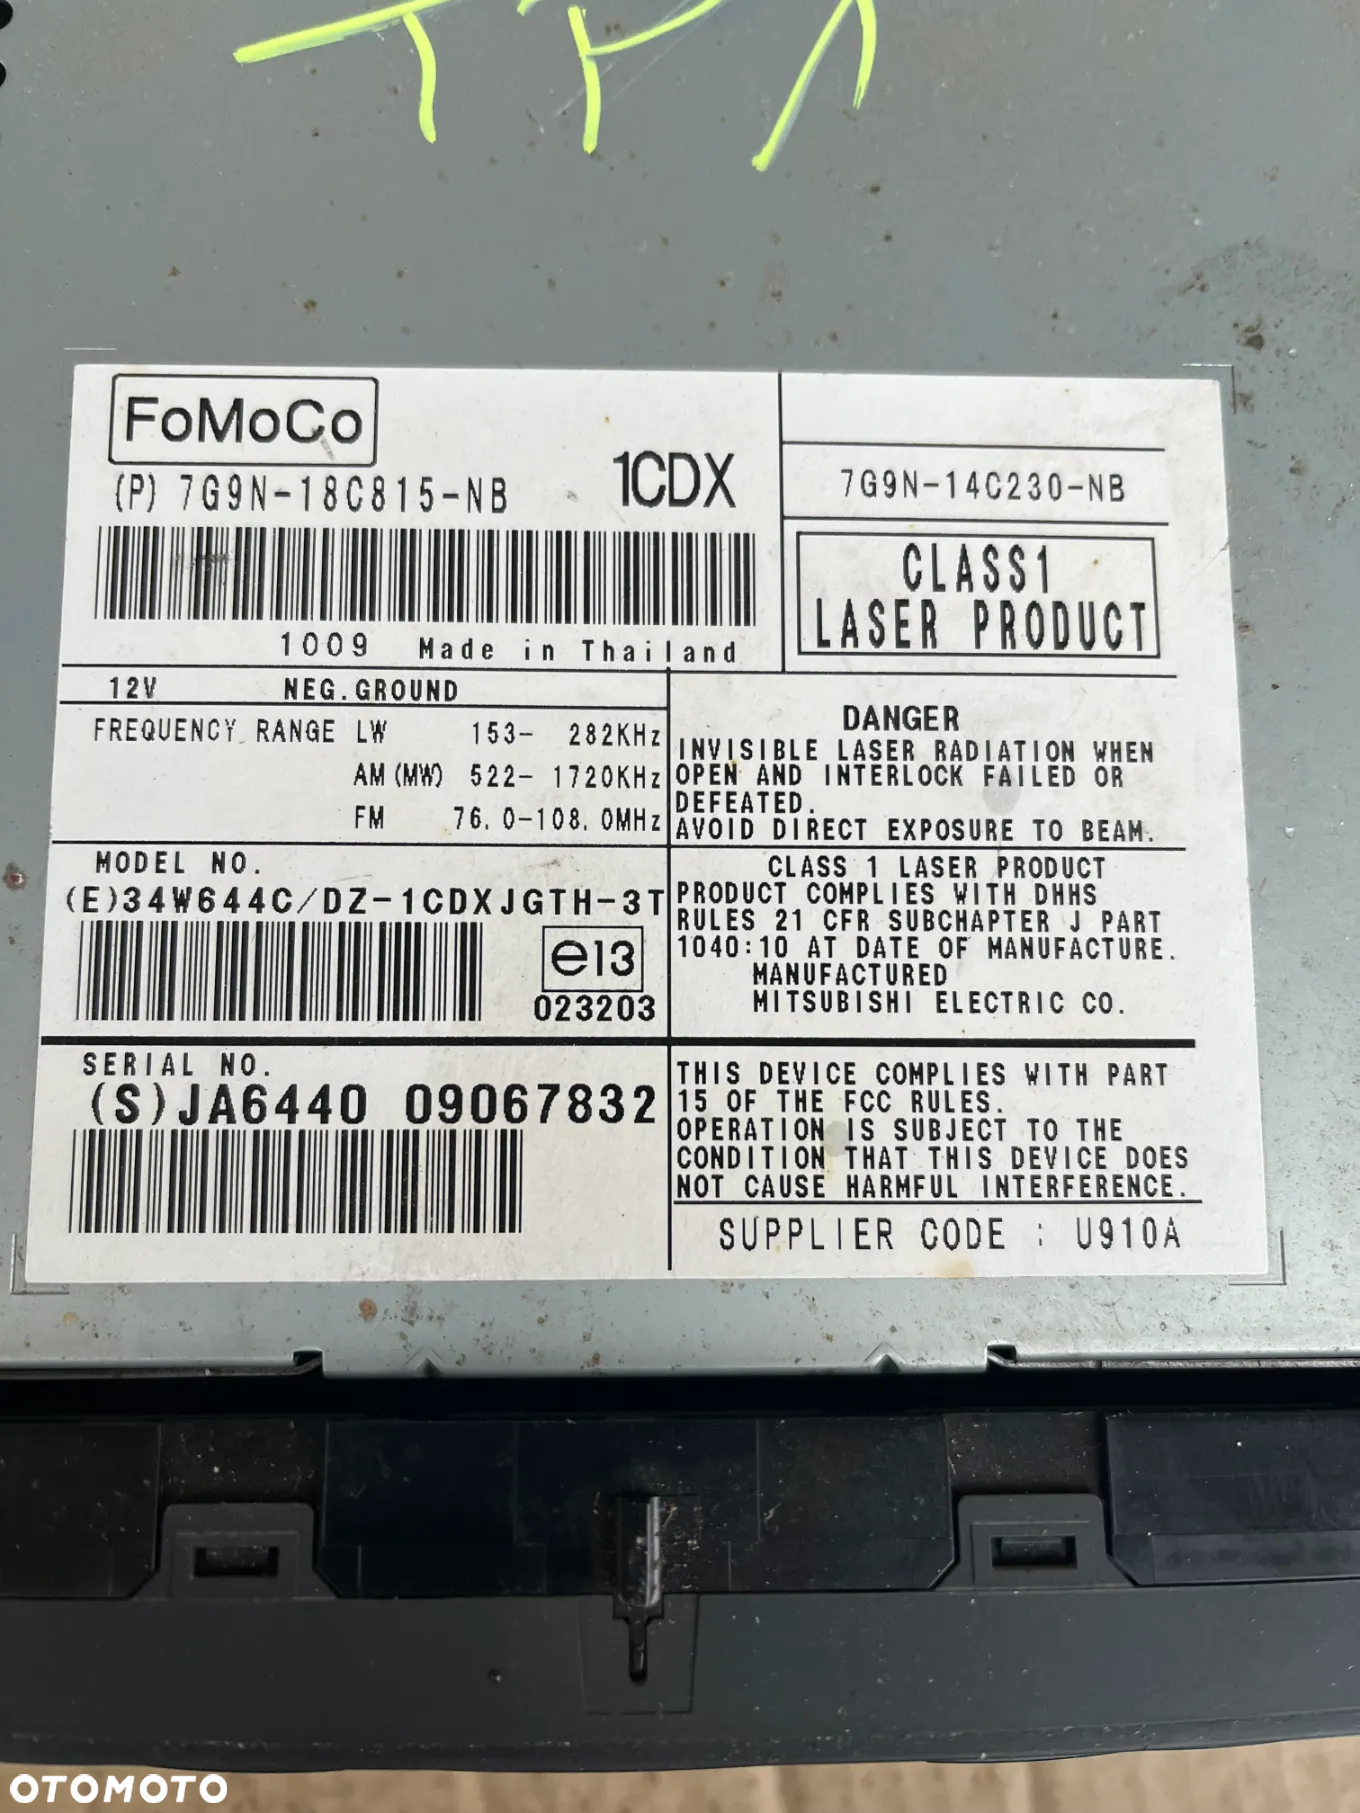 FoMoCo
(P) 7G9N-18C815-NB
1CDX
7G9N-14C230-NB
CLASS1
LASER PRODUCT
1009 Made in Thailand
12V NEG.GROUND
FREQUENCY RANGE LW 153- 282KHz
AM(MW) 522- 1720KHz
FM 76.0-108.0MHz
DANGER
INVISIBLE LASER RADIATION WHEN
OPEN AND INTERLOCK FAILED OR
DEFEATED.
AVOID DIRECT EXPOSURE TO BEAM.
MODEL NO.
(E)34W644C/DZ-1CDXJGTH-3T
e13
023203
CLASS 1 LASER PRODUCT
PRODUCT COMPLIES WITH DHHS
RULES 21 CFR SUBCHAPTER J PART
1040:10 AT DATE OF MANUFACTURE.
MANUFACTURED
MITSUBISHI ELECTRIC CO.
SERIAL NO.
(S)JA6440 09067832
THIS DEVICE COMPLIES WITH PART
15 OF THE FCC RULES.
OPERATION IS SUBJECT TO THE
CONDITION THAT THIS DEVICE DOES
NOT CAUSE HARMFUL INTERFERENCE.
SUPPLIER CODE : U910A
OTOMOTO